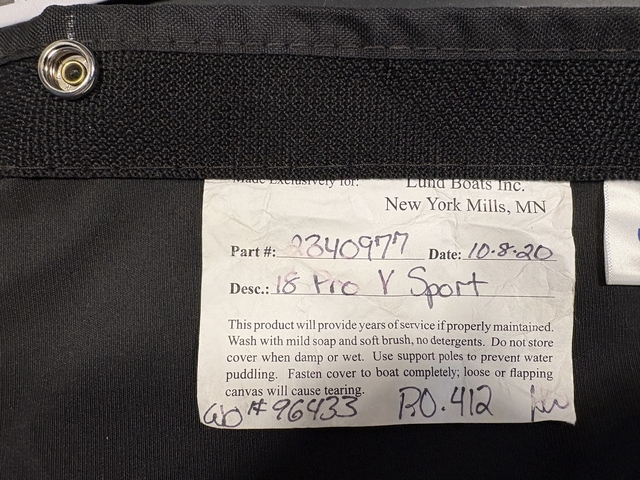 Made Exclusively for: Lund Boats Inc.
New York Mills, MN
Part #: 2340977 Date: 10-8-20
Desc.: 18 Pro V Sport
This product will provide years of service if properly maintained.
Wash with mild soap and soft brush, no detergents. Do not store
cover when damp or wet. Use support poles to prevent water
puddling. Fasten cover to boat completely; loose or flapping
canvas will cause tearing.
WO# 96433 P.O. 412